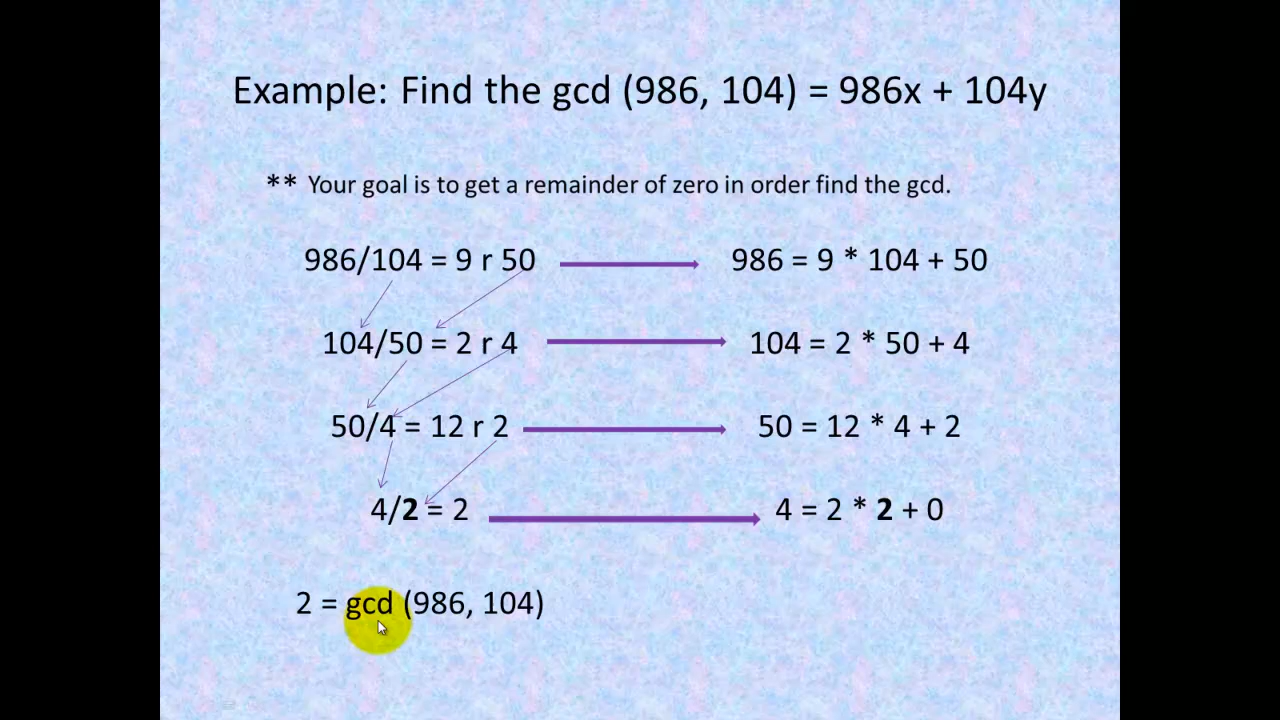 Example: Find the gcd (986, 104) = 986x + 104y
** Your goal is to get a remainder of zero in order find the gcd.
986/104 = 9 r 50 986 = 9 * 104 + 50
104/50 = 2 r 4 104 = 2 * 50 + 4
50/4 = 12 r 2 50 = 12 * 4 + 2
4/2 = 2 4 = 2 * 2 + 0
2 = gcd (986, 104)